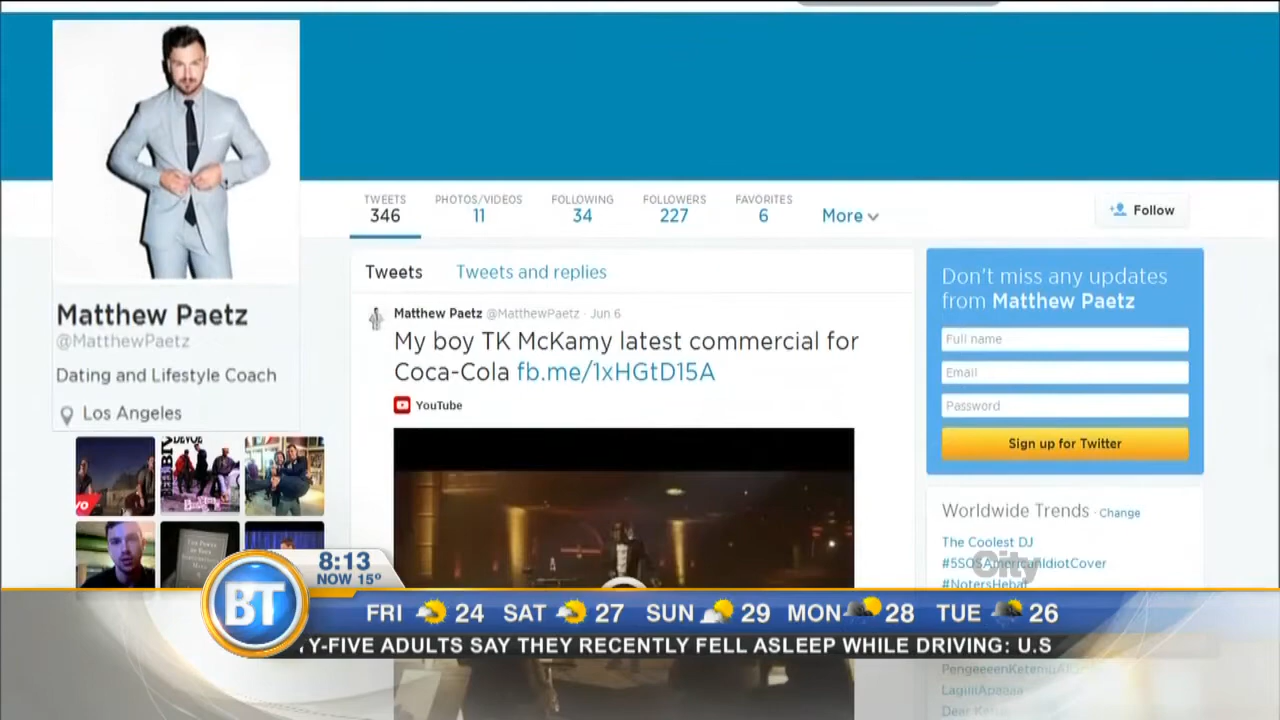 TWEETS
346
PHOTOS/VIDEOS
11
FOLLOWING
34
FOLLOWERS
227
FAVORITES
6
More
Follow
Matthew Paetz
@MatthewPaetz
Dating and Lifestyle Coach
Los Angeles
Tweets
Tweets and replies
Matthew Paetz @MatthewPaetz · Jun 6
My boy TK McKamy latest commercial for
Coca-Cola fb.me/1xHGtD15A
YouTube
Don't miss any updates
from Matthew Paetz
Full name
Email
Password
Sign up for Twitter
Worldwide Trends · Change
The Coolest DJ
#5SOSAmericanIdiotCover
City
8:13
NOW 15°
BT
FRI 24 SAT 27 SUN 29 MON 28 TUE 26
Y-FIVE ADULTS SAY THEY RECENTLY FELL ASLEEP WHILE DRIVING: U.S
LagiiiApaaaa
Dear